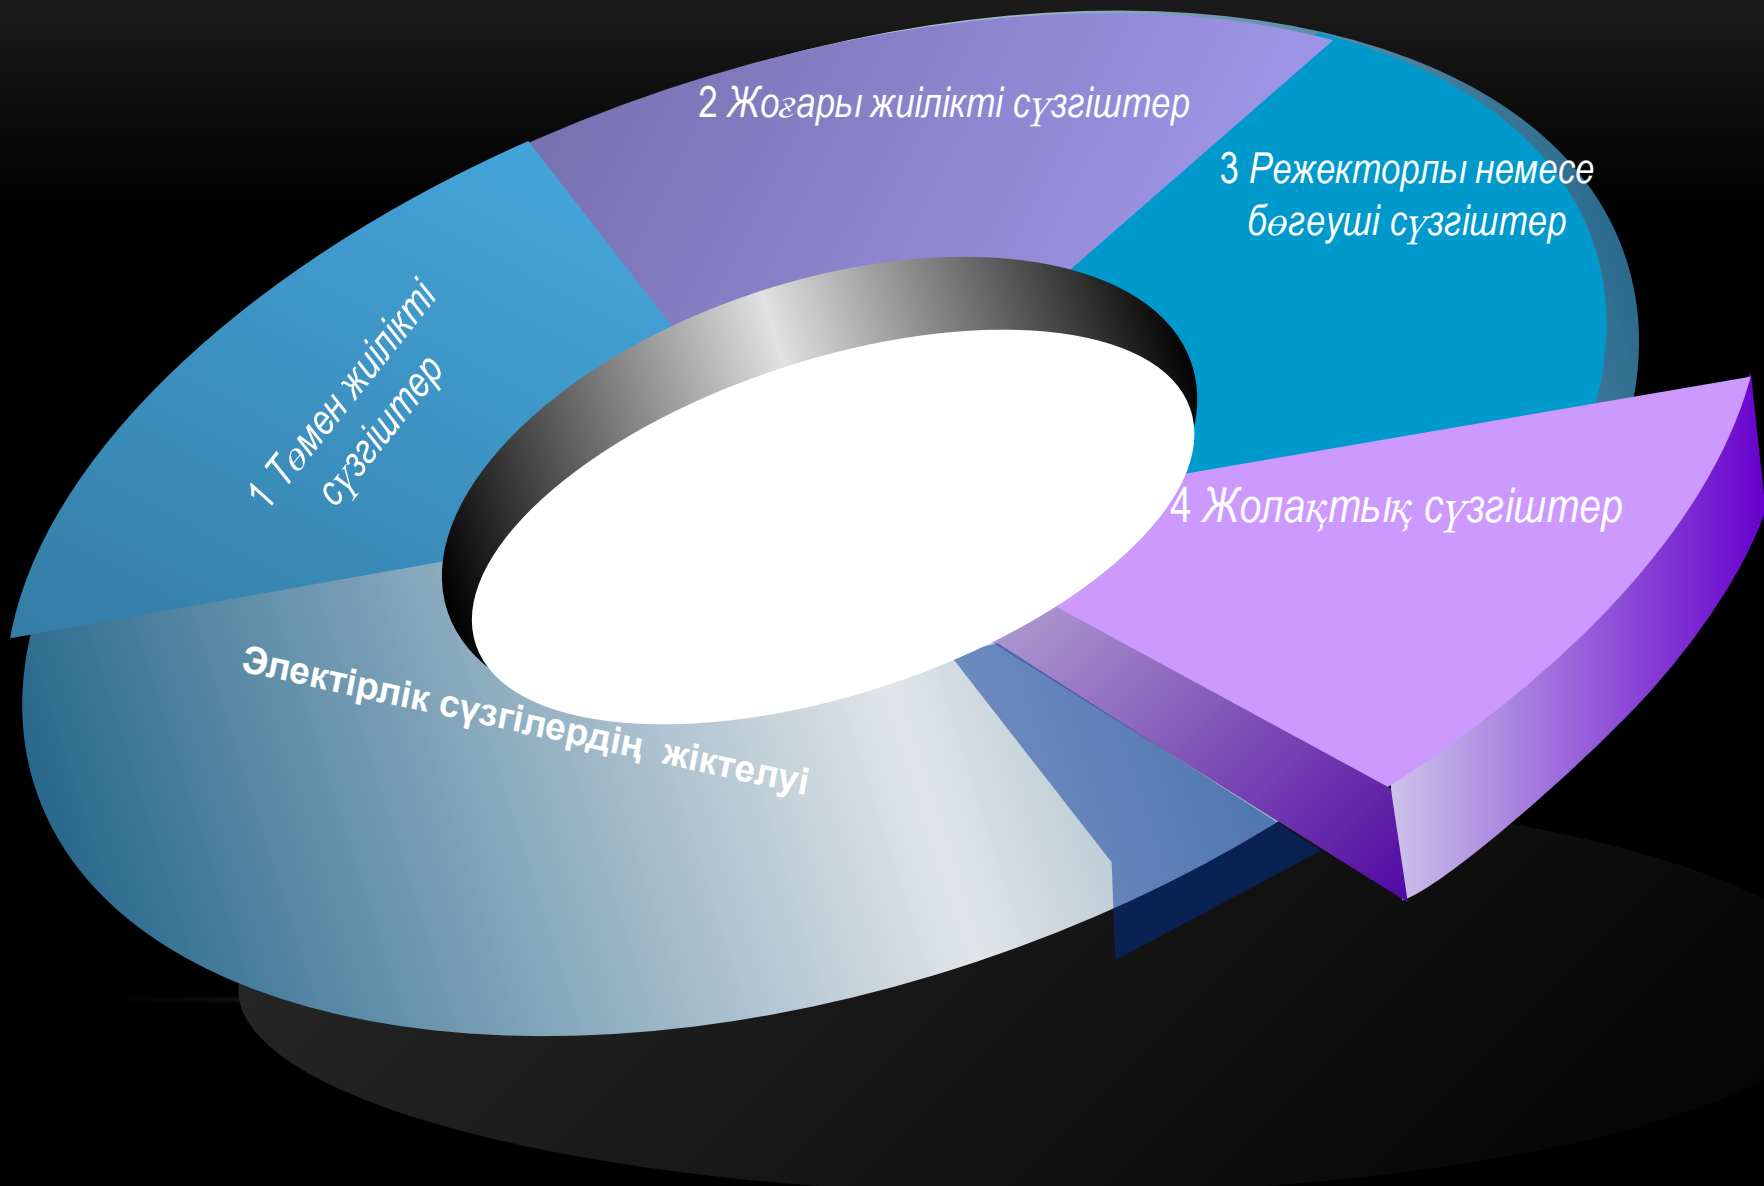 2 Жоғары жиілікті сүзгіштер
3 Режекторлы немесе
бөгеуші сүзгіштер
1 Төмен жиілікті
сүзгіштер
4 Жолақтық сүзгіштер
Электірлік сүзгілердің  жіктелуі